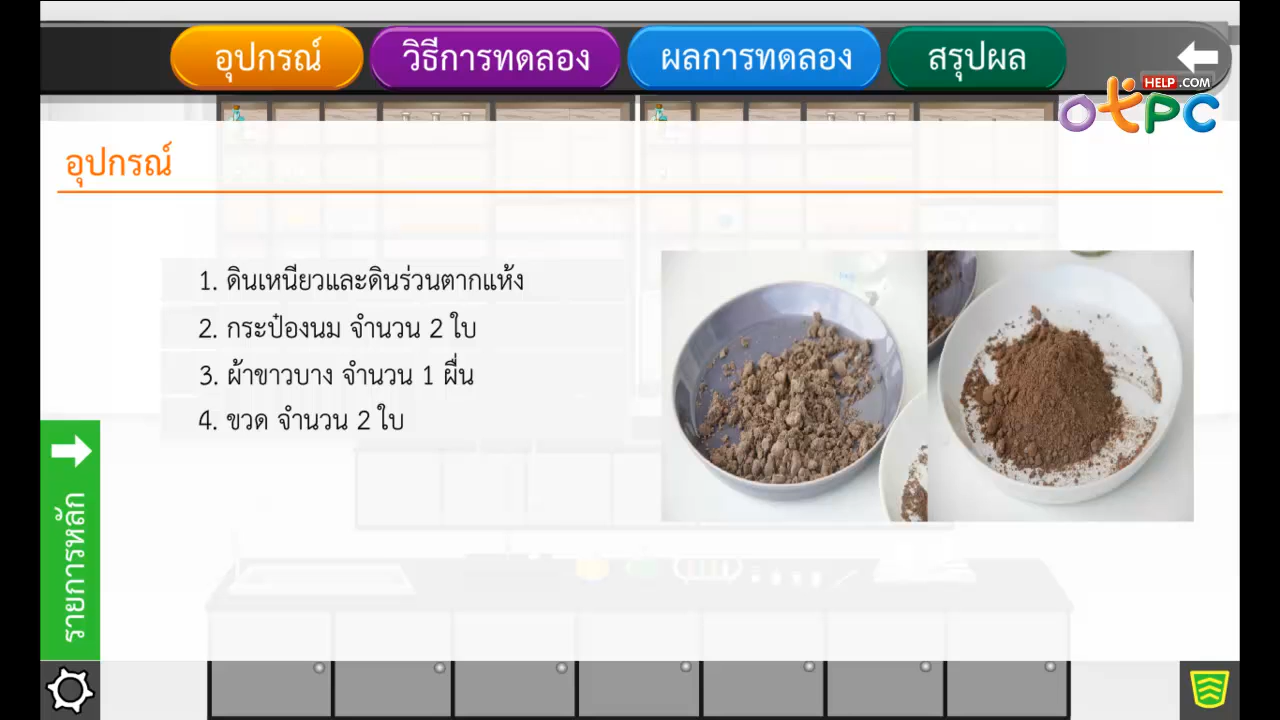 อุปกรณ์
วิธีการทดลอง
ผลการทดลอง
สรุปผล
HELP.COM
otPC
อุปกรณ์
1. ดินเหนียวและดินร่วนตากแห้ง
2. กระป๋องนม จำนวน 2 ใบ
3. ผ้าขาวบาง จำนวน 1 ผื่น
4. ขวด จำนวน 2 ใบ
รายการหลัก